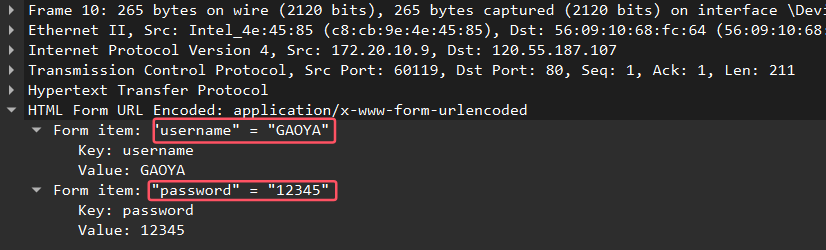 Frame 10: 265 bytes on wire (2120 bits), 265 bytes captured (2120 bits) on interface \Devi
Ethernet II, Src: Intel_4e:45:85 (c8:cb:9e:4e:45:85), Dst: 56:09:10:68:fc:64 (56:09:10:68:
Internet Protocol Version 4, Src: 172.20.10.9, Dst: 120.55.187.107
Transmission Control Protocol, Src Port: 60119, Dst Port: 80, Seq: 1, Ack: 1, Len: 211
Hypertext Transfer Protocol
HTML Form URL Encoded: application/x-www-form-urlencoded
Form item: "username" = "GAOYA"
Key: username
Value: GAOYA
Form item: "password" = "12345"
Key: password
Value: 12345